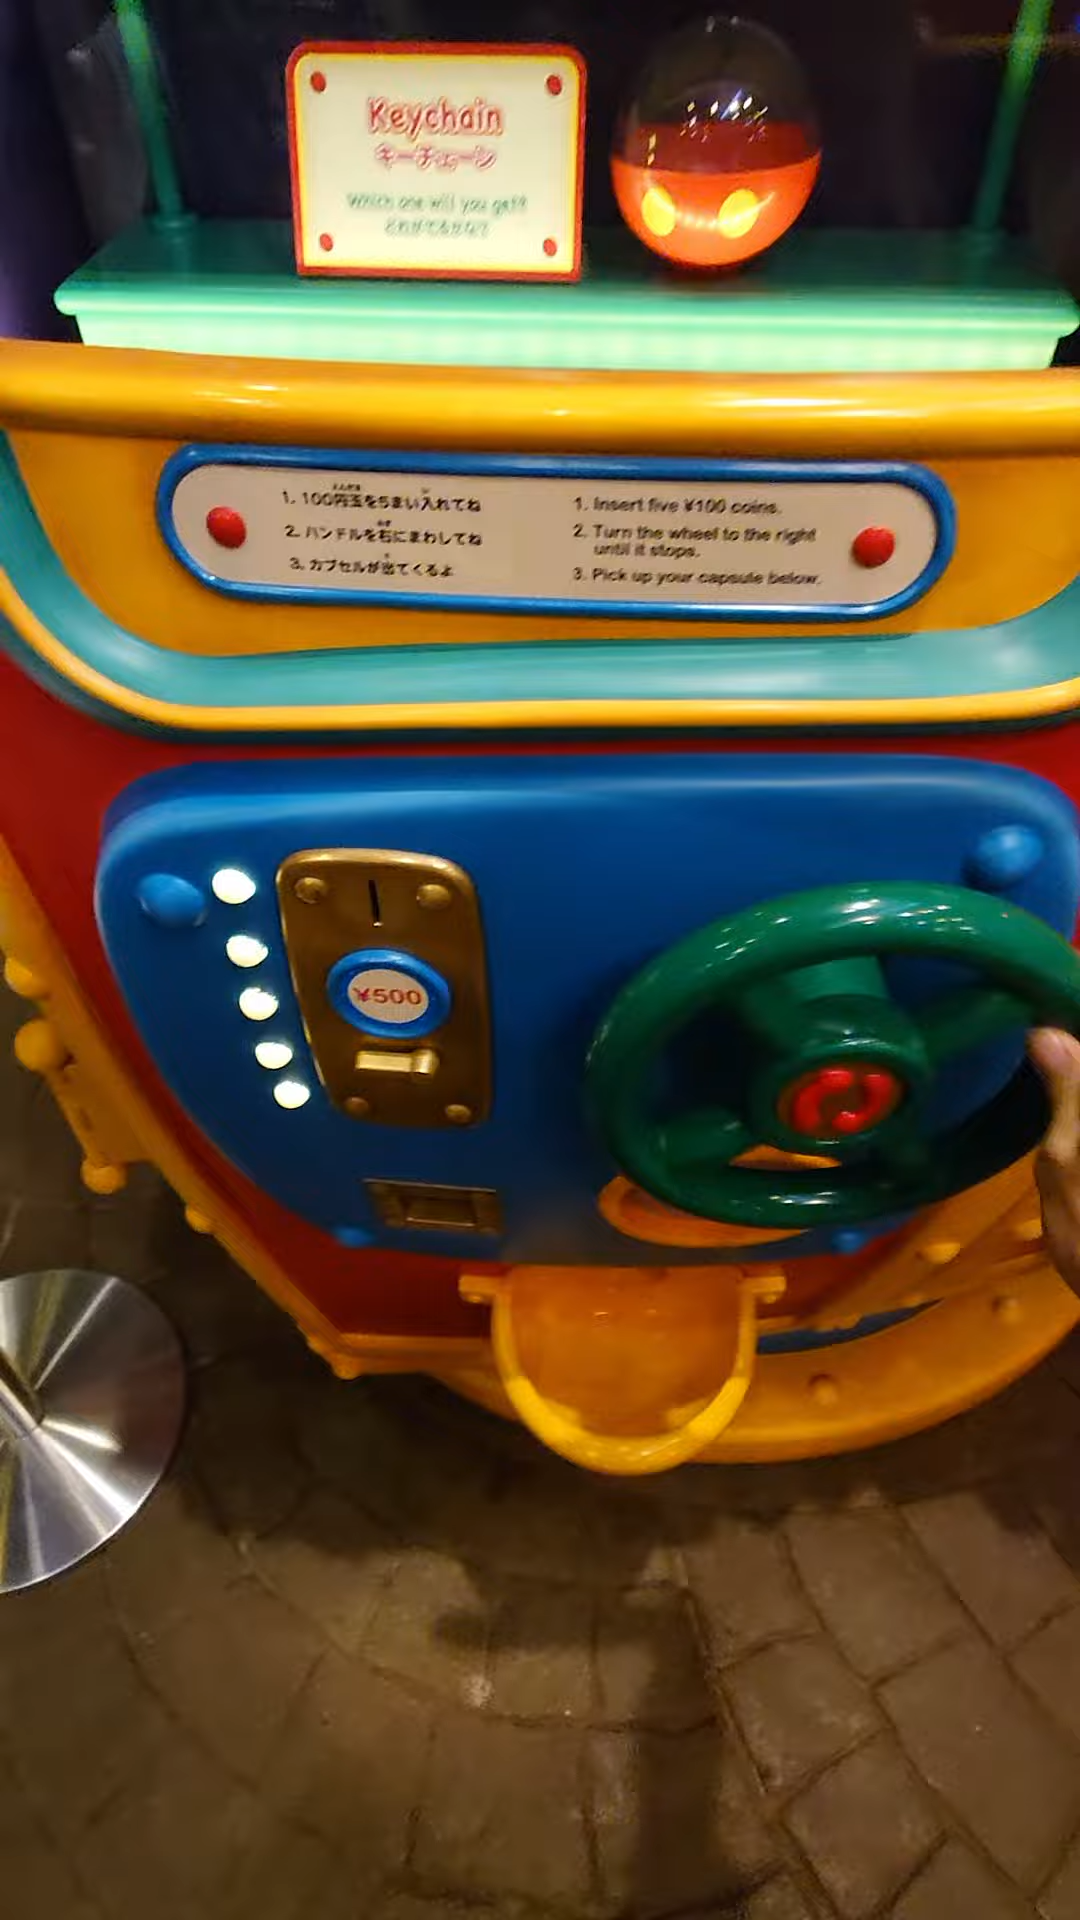 Keychain
キーチェーン
Which one will you get?
どれがでるかな?
1. 100円玉を5まい入れてね
2. ハンドルを右にまわしてね
3. カプセルが出てくるよ
1. Insert five ¥100 coins.
2. Turn the wheel to the right
until it stops.
3. Pick up your capsule below.
¥500